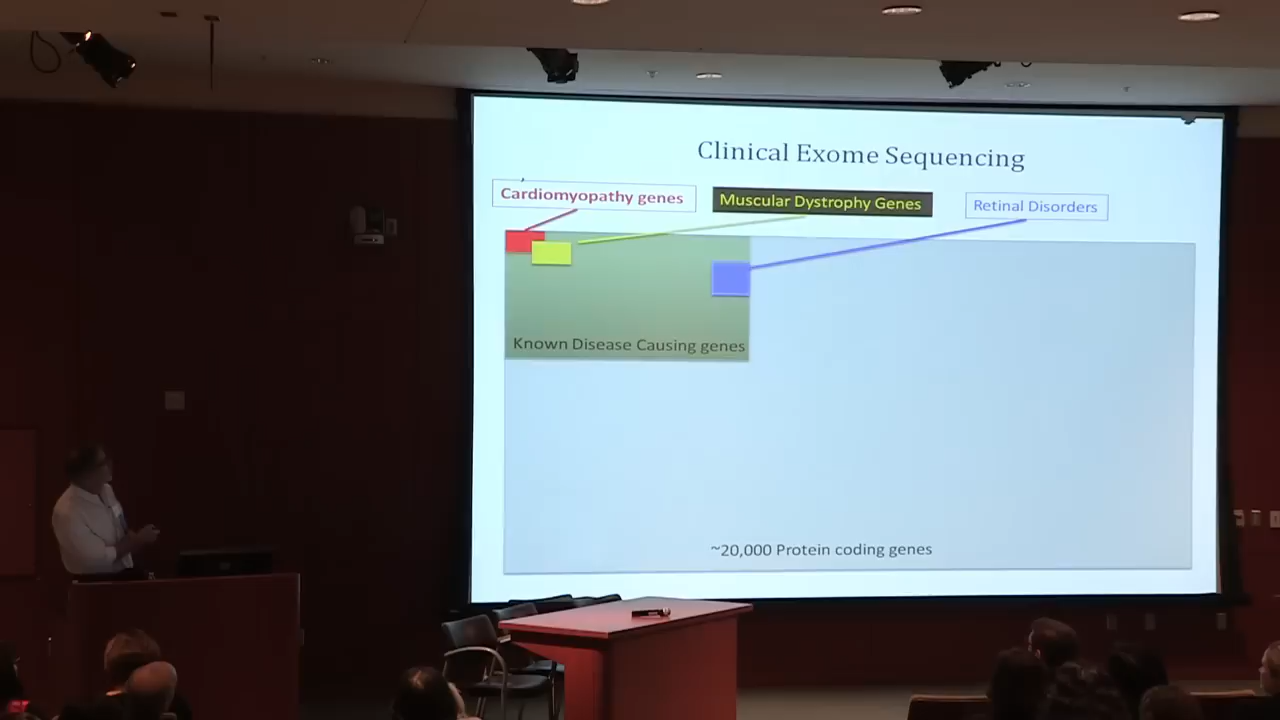 Clinical Exome Sequencing
Cardiomyopathy genes
Muscular Dystrophy Genes
Retinal Disorders
Known Disease Causing genes
~20,000 Protein coding genes